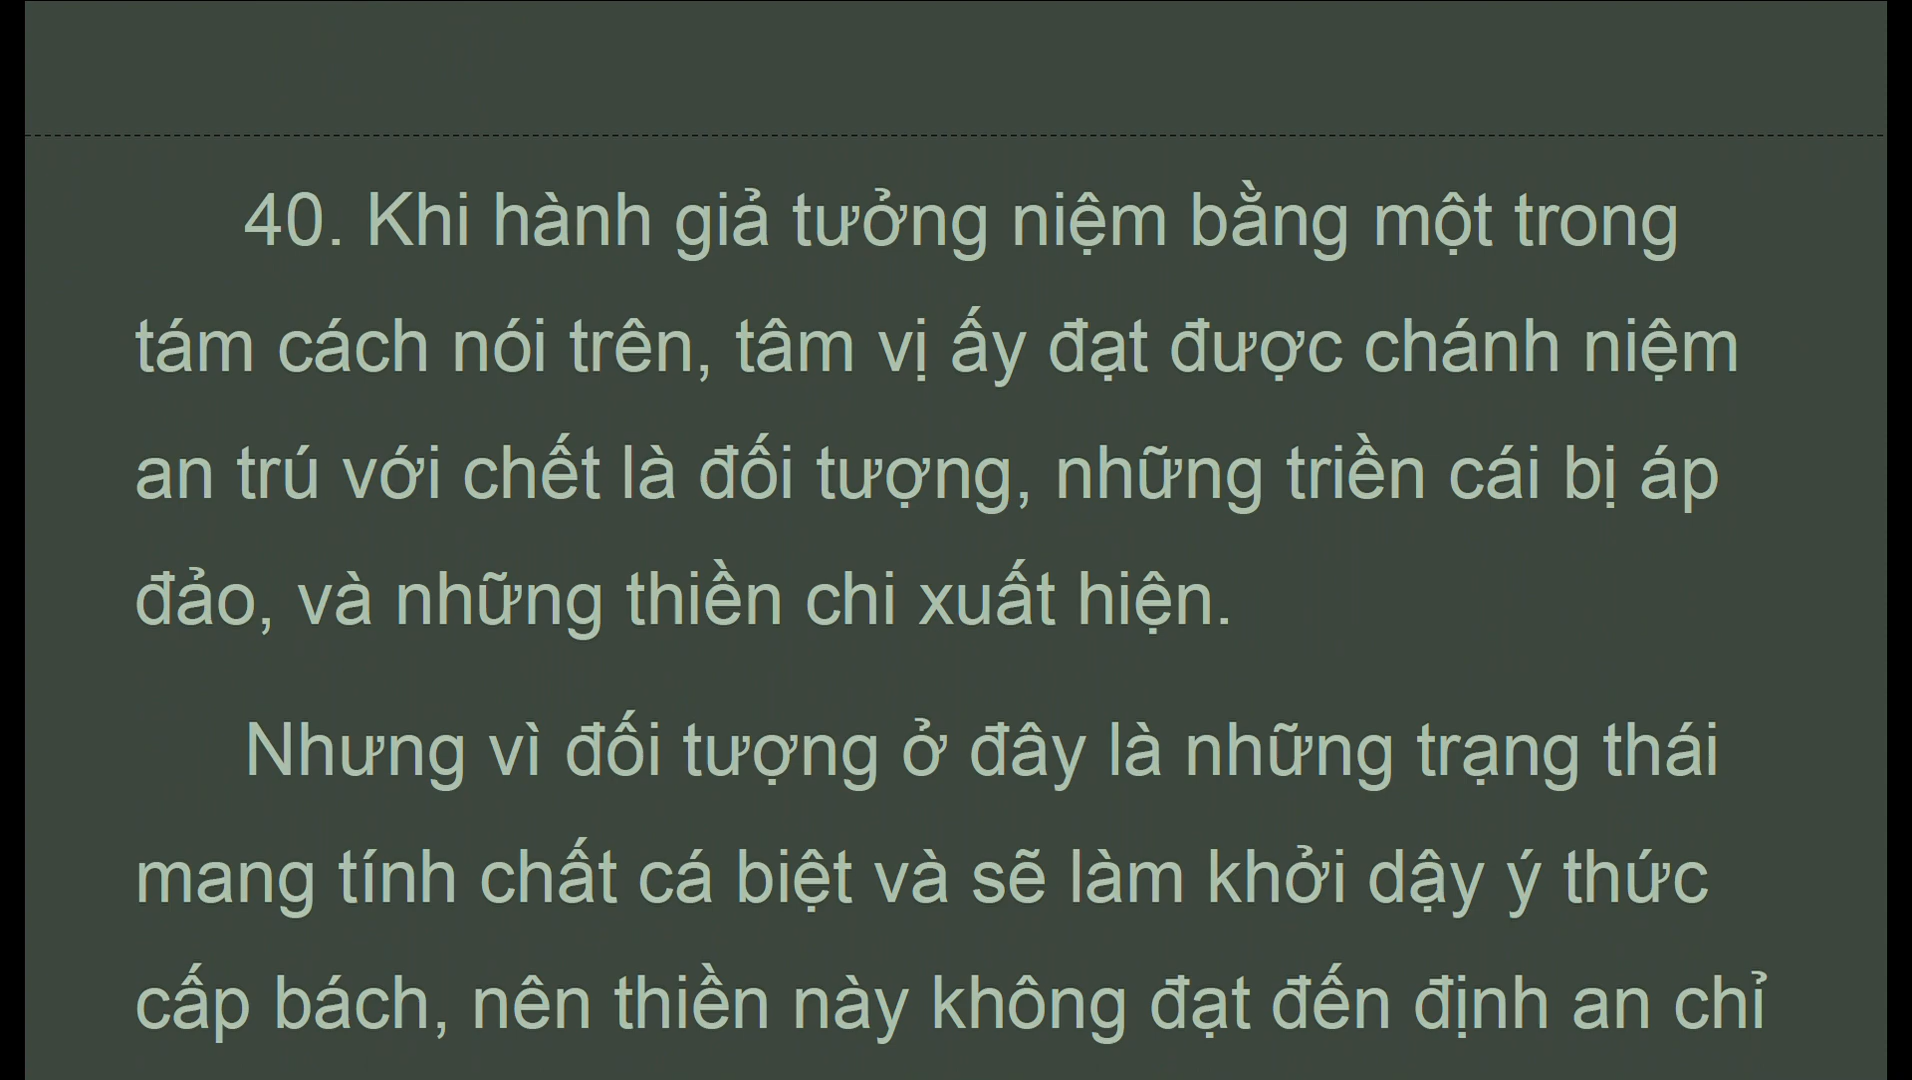 40. Khi hành giả tưởng niệm bằng một trong
tám cách nói trên, tâm vị ấy đạt được chánh niệm
an trú với chết là đối tượng, những triền cái bị áp
đảo, và những thiền chi xuất hiện.
Nhưng vì đối tượng ở đây là những trạng thái
mang tính chất cá biệt và sẽ làm khởi dậy ý thức
cấp bách, nên thiền này không đạt đến định an chỉ